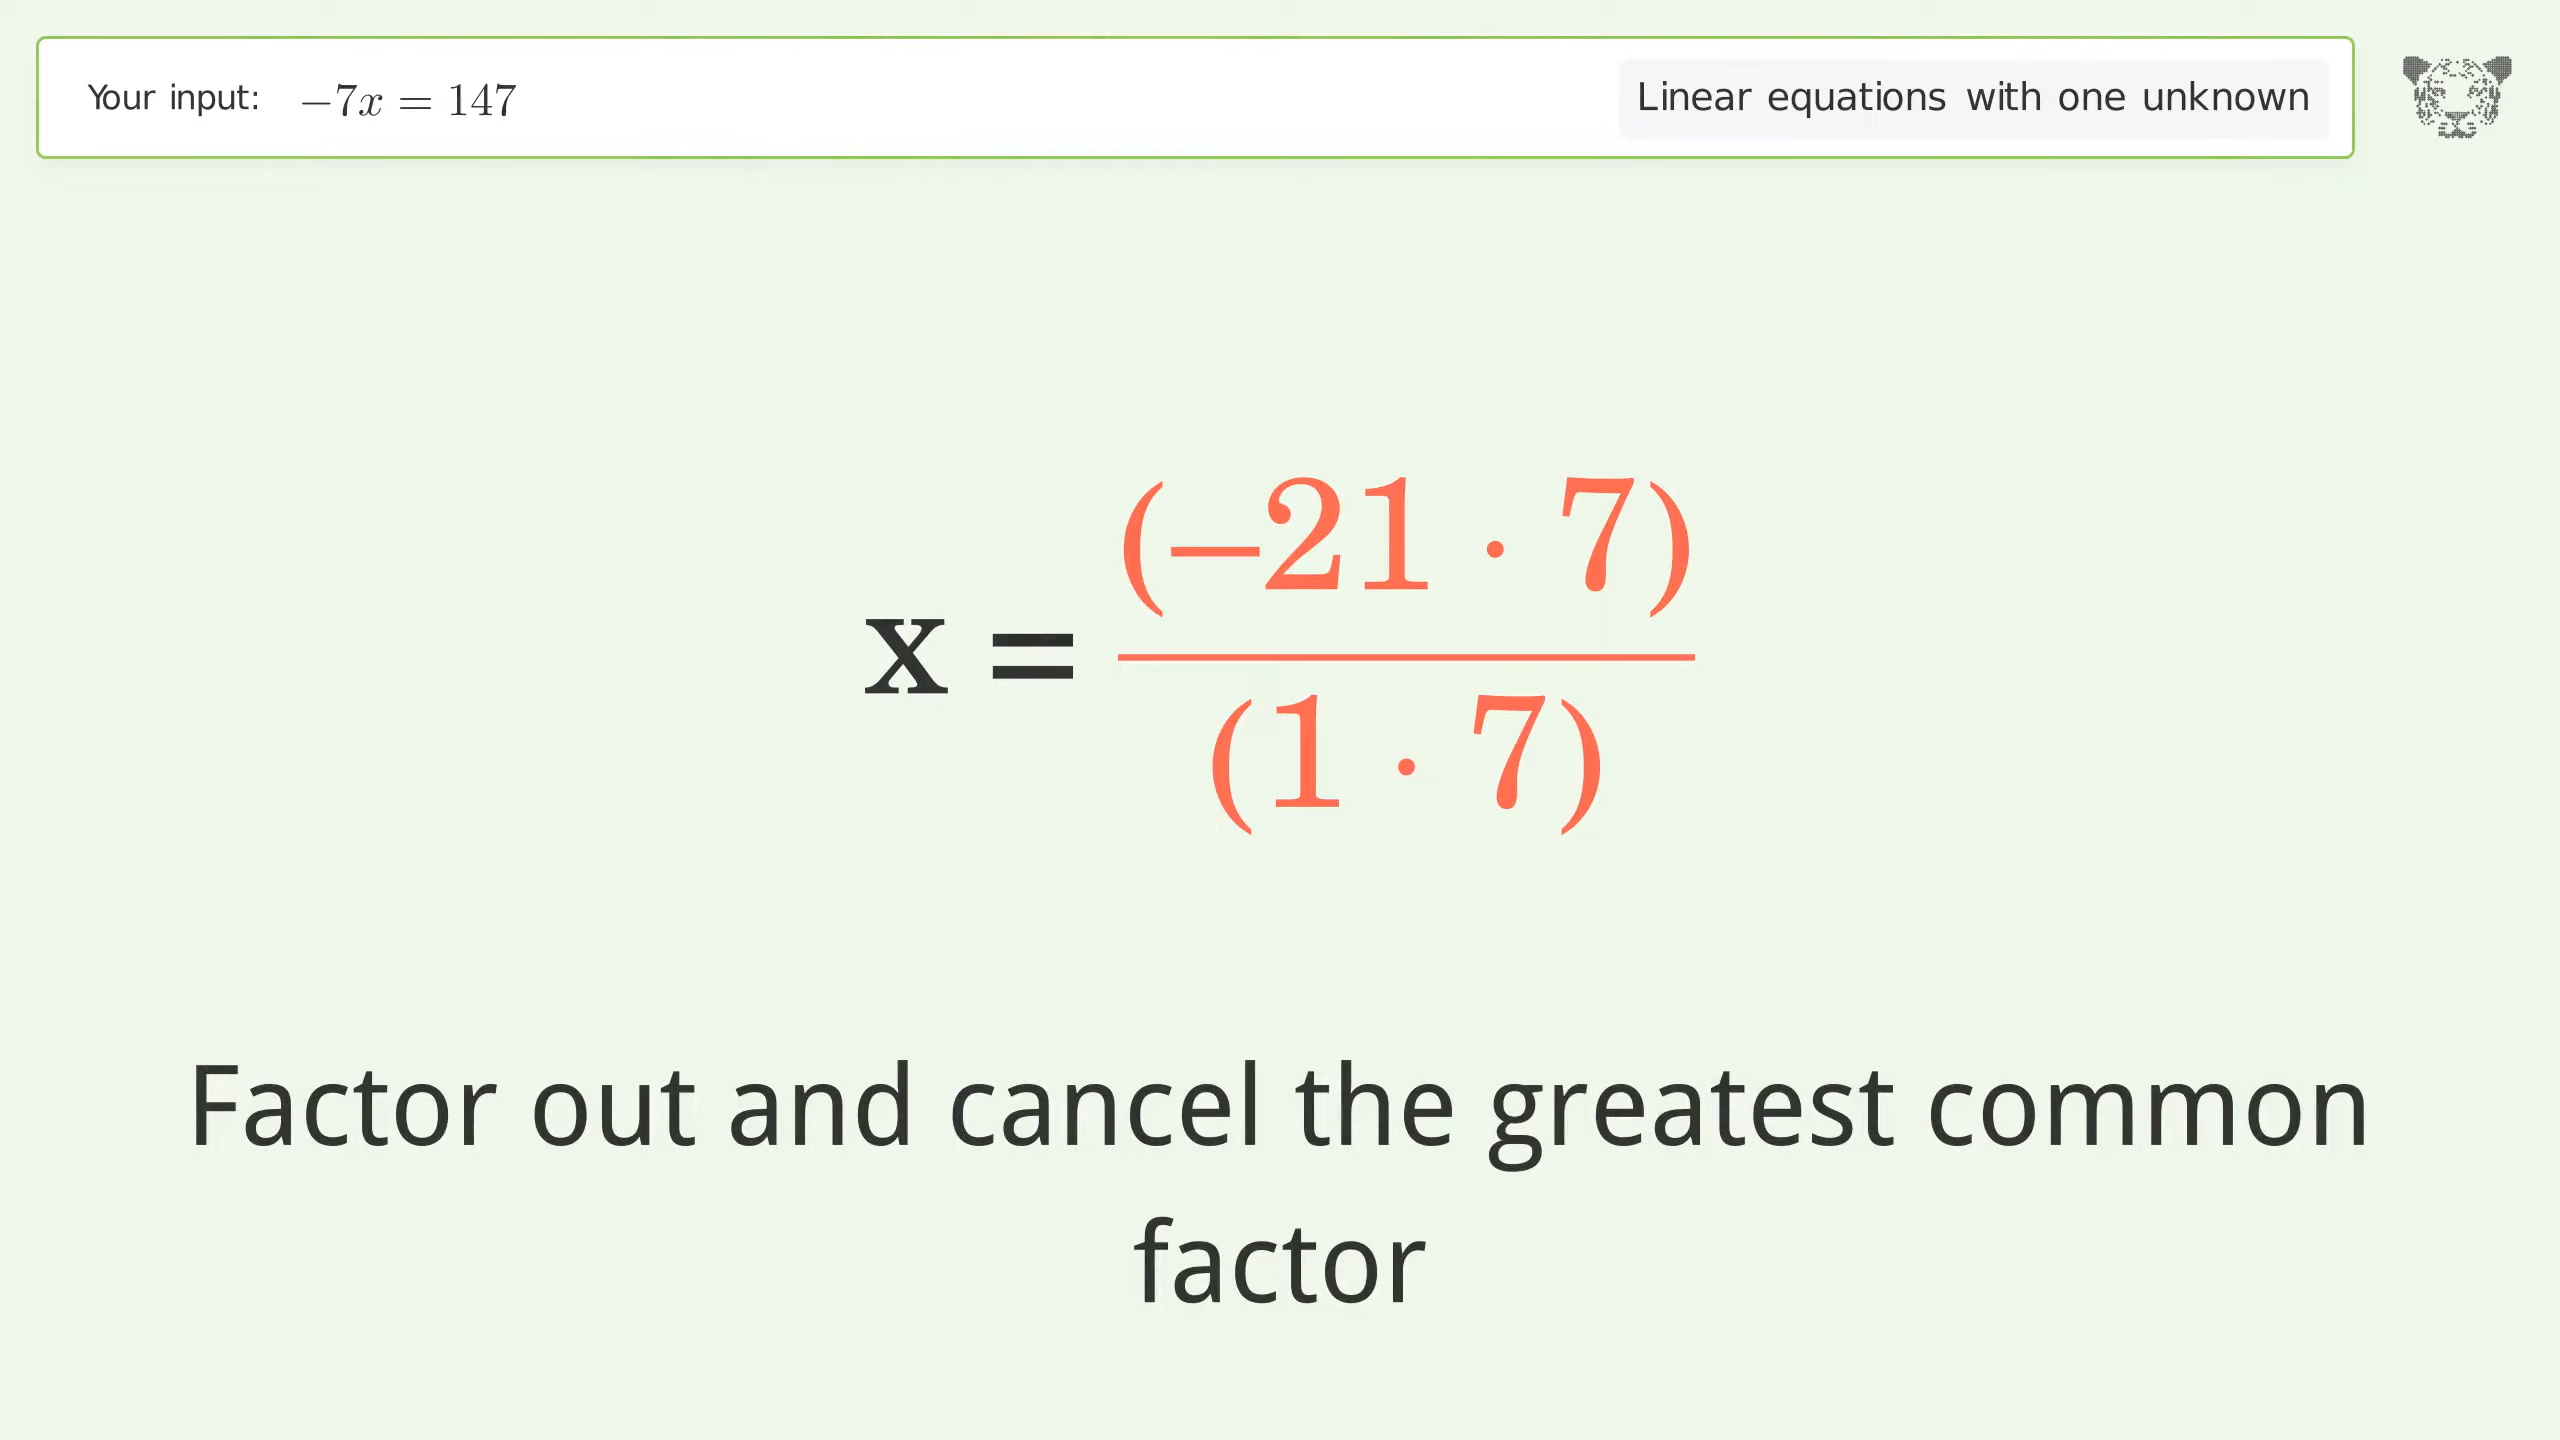 Your input: −7x = 147
Linear equations with one unknown
x = (−21 · 7) / (1 · 7)
Factor out and cancel the greatest common
factor